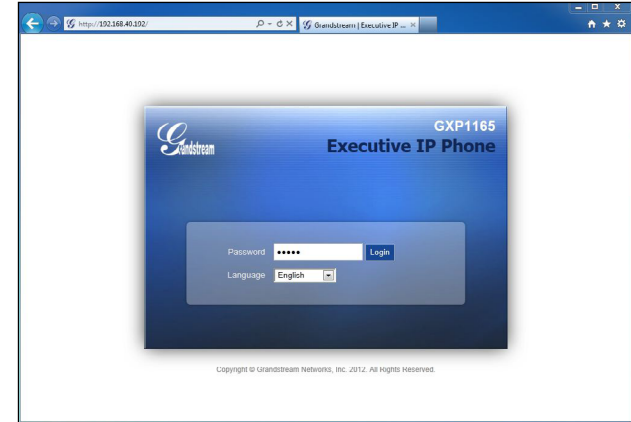 http://192.168.40.192/
Grandstream | Executive IP ...
Grandstream
GXP1165
Executive IP Phone
Password ••••• Login
Language English
Copyright © Grandstream Networks, Inc. 2012. All Rights Reserved.